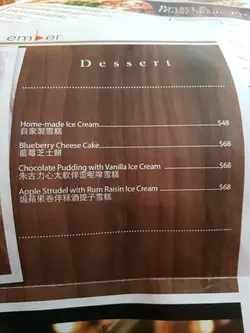 ember
Dessert
Home-made Ice Cream $48
自家製雪糕
Blueberry Cheese Cake $68
藍莓芝士餅
Chocolate Pudding with Vanilla Ice Cream $68
朱古力心太軟伴雲呢嗱雪糕
Apple Strudel with Rum Raisin Ice Cream $68
焗蘋果卷伴冧酒提子雪糕